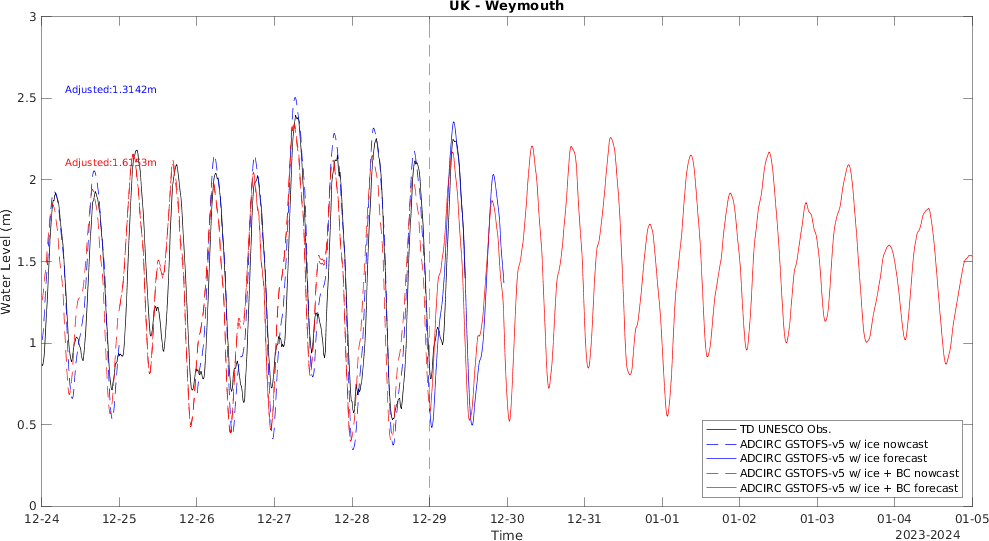 UK - Weymouth
3
2.5
2
1.5
1
0.5
0
Water Level (m)
Adjusted:1.3142m
TD UNESCO Obs.
ADCIRC GSTOFS-v5 w/ ice nowcast
ADCIRC GSTOFS-v5 w/ ice forecast
ADCIRC GSTOFS-v5 w/ ice + BC nowcast
ADCIRC GSTOFS-v5 w/ ice + BC forecast
12-24 12-25 12-26 12-27 12-28 12-29 12-30 12-31 01-01 01-02 01-03 01-04 01-05
Time
2023-2024